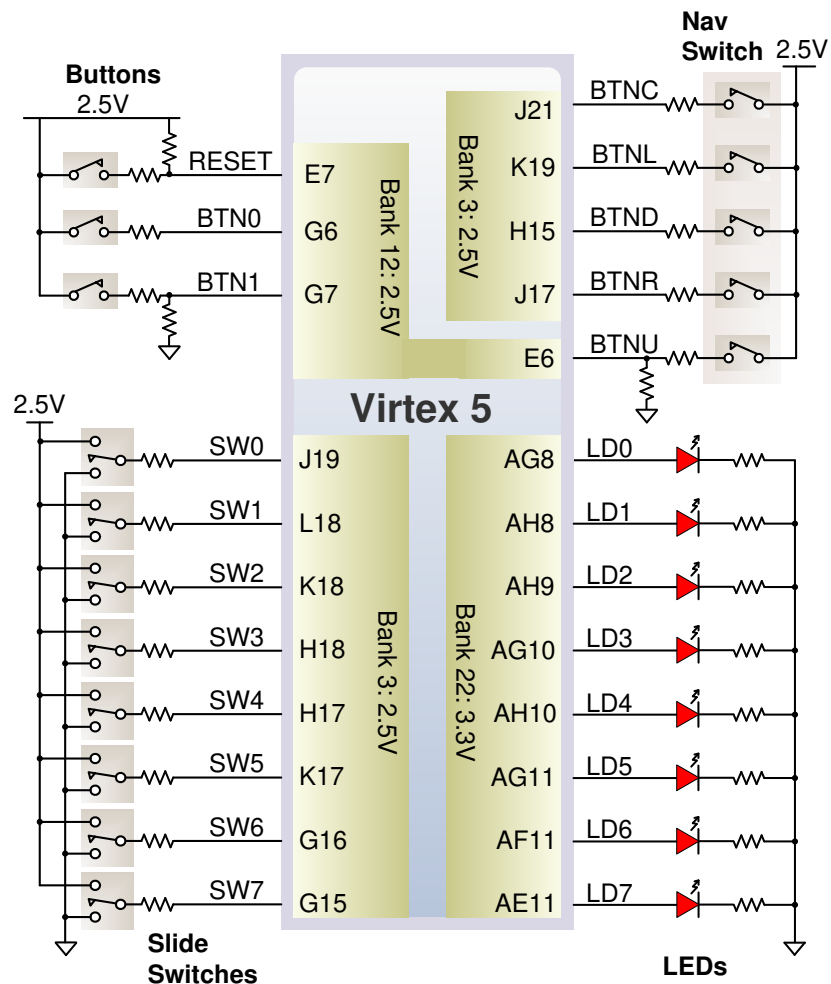 Buttons
2.5V
RESET
E7
BTN0
G6
BTN1
G7
Bank 12: 2.5V
Nav
Switch
2.5V
BTNC
J21
BTNL
K19
BTND
H15
BTNR
J17
BTNU
E6
Bank 3: 2.5V
Virtex 5
2.5V
SW0
J19
SW1
L18
SW2
K18
SW3
H18
SW4
H17
SW5
K17
SW6
G16
SW7
G15
Bank 3: 2.5V
Slide
Switches
Bank 22: 3.3V
AG8
LD0
AH8
LD1
AH9
LD2
AG10
LD3
AH10
LD4
AG11
LD5
AF11
LD6
AE11
LD7
LEDs